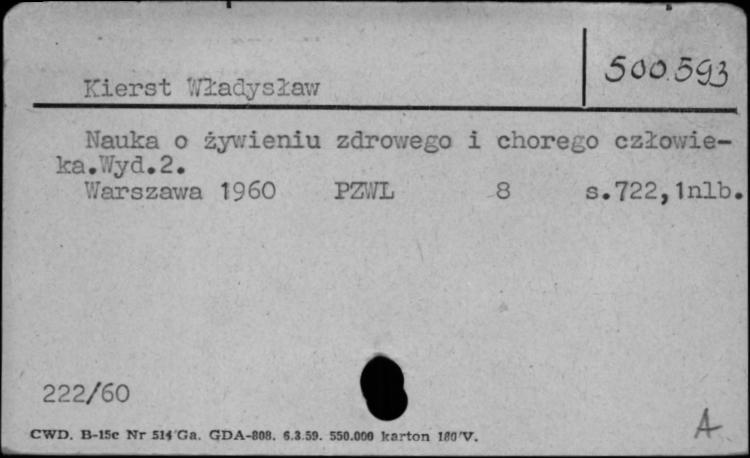 500.593
Kierst Władysław
Nauka o żywieniu zdrowego i chorego człowie-
ka.Wyd.2.
Warszawa 1960 PZWL 8 s.722,1nlb.
222/60
A
CWD. B-15c Nr 514 Ga. GDA-808. 6.3.59. 550.000 karton 180 V.